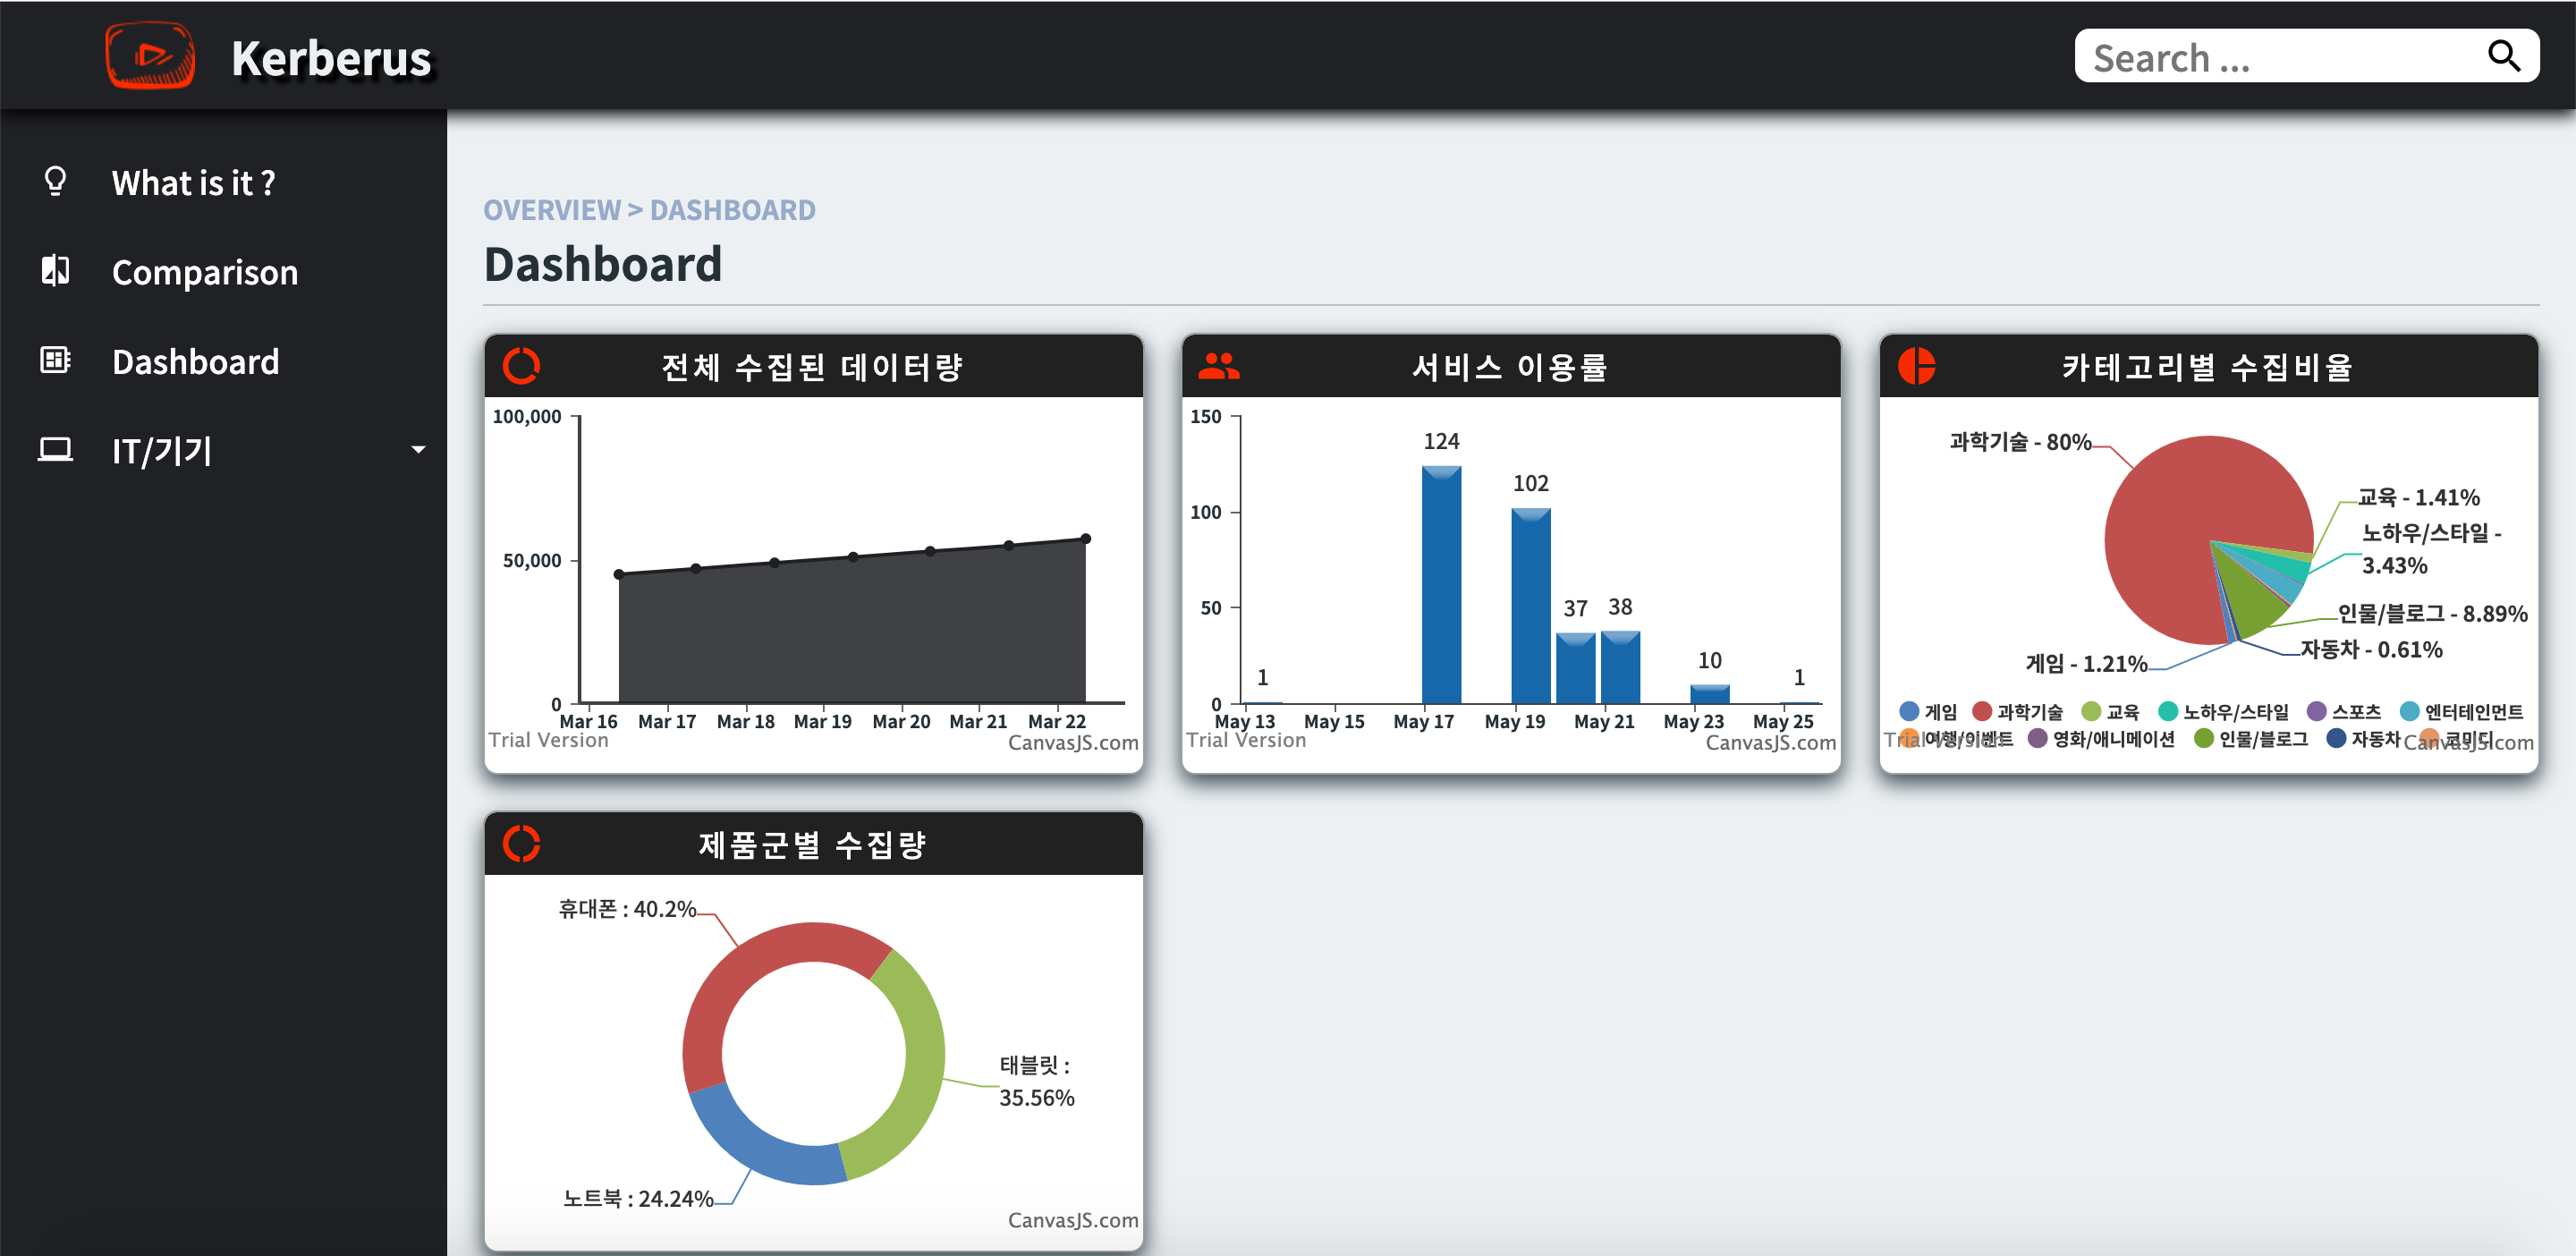 Kerberus
Search ...
What is it ?
Comparison
Dashboard
IT/기기
OVERVIEW > DASHBOARD
Dashboard
전체 수집된 데이터량
100,000
50,000
0
Mar 16 Mar 17 Mar 18 Mar 19 Mar 20 Mar 21 Mar 22
Trial Version
CanvasJS.com
서비스 이용률
150
100
50
0
1
124
102
37
38
10
1
May 13 May 15 May 17 May 19 May 21 May 23 May 25
Trial Version
CanvasJS.com
카테고리별 수집비율
과학기술 - 80%
교육 - 1.41%
노하우/스타일 -
3.43%
인물/블로그 - 8.89%
자동차 - 0.61%
게임 - 1.21%
게임 과학기술 교육 노하우/스타일 스포츠 엔터테인먼트
여행/이벤트 영화/애니메이션 인물/블로그 자동차 코미디
Trial Version
CanvasJS.com
제품군별 수집량
휴대폰 : 40.2%
태블릿 :
35.56%
노트북 : 24.24%
CanvasJS.com